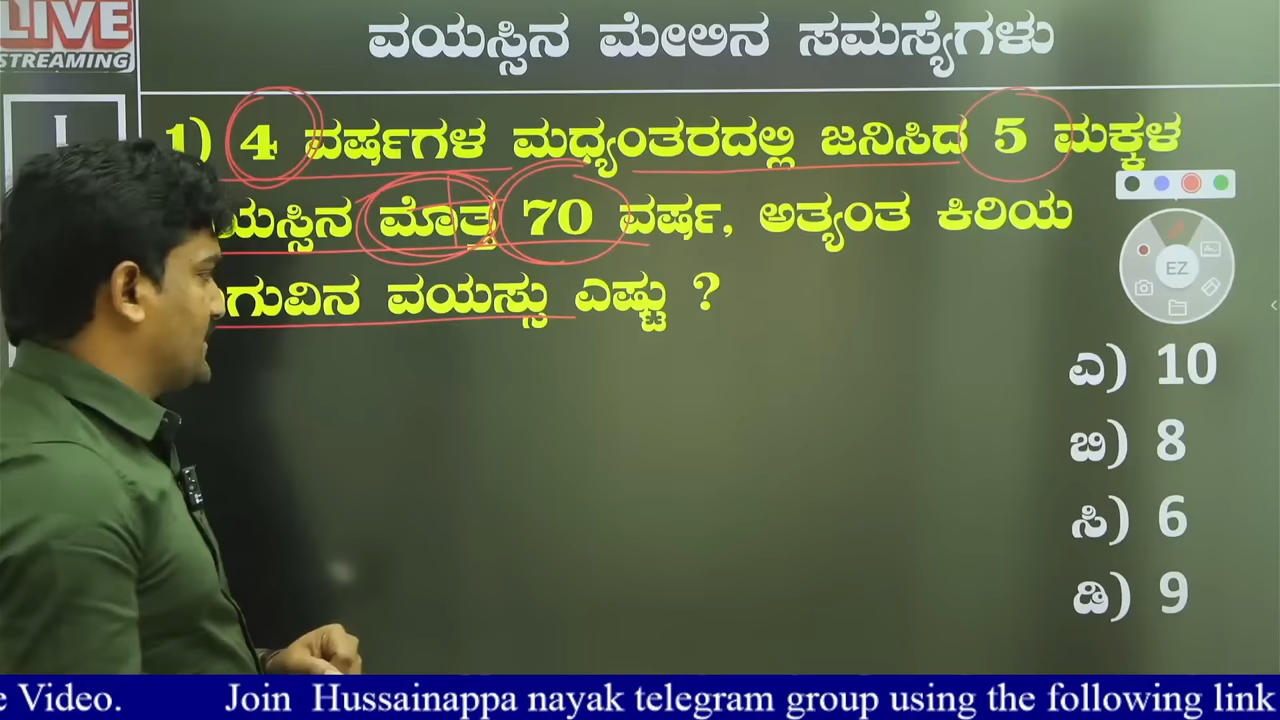 LIVE
STREAMING
ವಯಸ್ಸಿನ ಮೇಲಿನ ಸಮಸ್ಯೆಗಳು
1) 4 ವರ್ಷಗಳ ಮಧ್ಯಂತರದಲ್ಲಿ ಜನಿಸಿದ 5 ಮಕ್ಕಳ
ಯಸ್ಸಿನ ಮೊತ್ತ 70 ವರ್ಷ, ಅತ್ಯಂತ ಕಿರಿಯ
ಗುವಿನ ವಯಸ್ಸು ಎಷ್ಟು ?
EZ
ಎ) 10
ಬಿ) 8
ಸಿ) 6
ಡಿ) 9
e Video. Join Hussainappa nayak telegram group using the following link